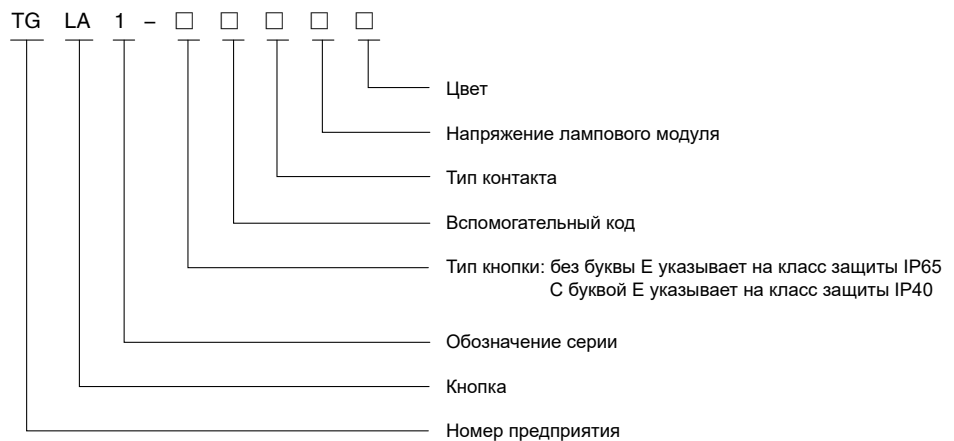 TG LA 1 – □ □ □ □ □
Цвет
Напряжение лампового модуля
Тип контакта
Вспомогательный код
Тип кнопки: без буквы E указывает на класс защиты IP65
С буквой E указывает на класс защиты IP40
Обозначение серии
Кнопка
Номер предприятия